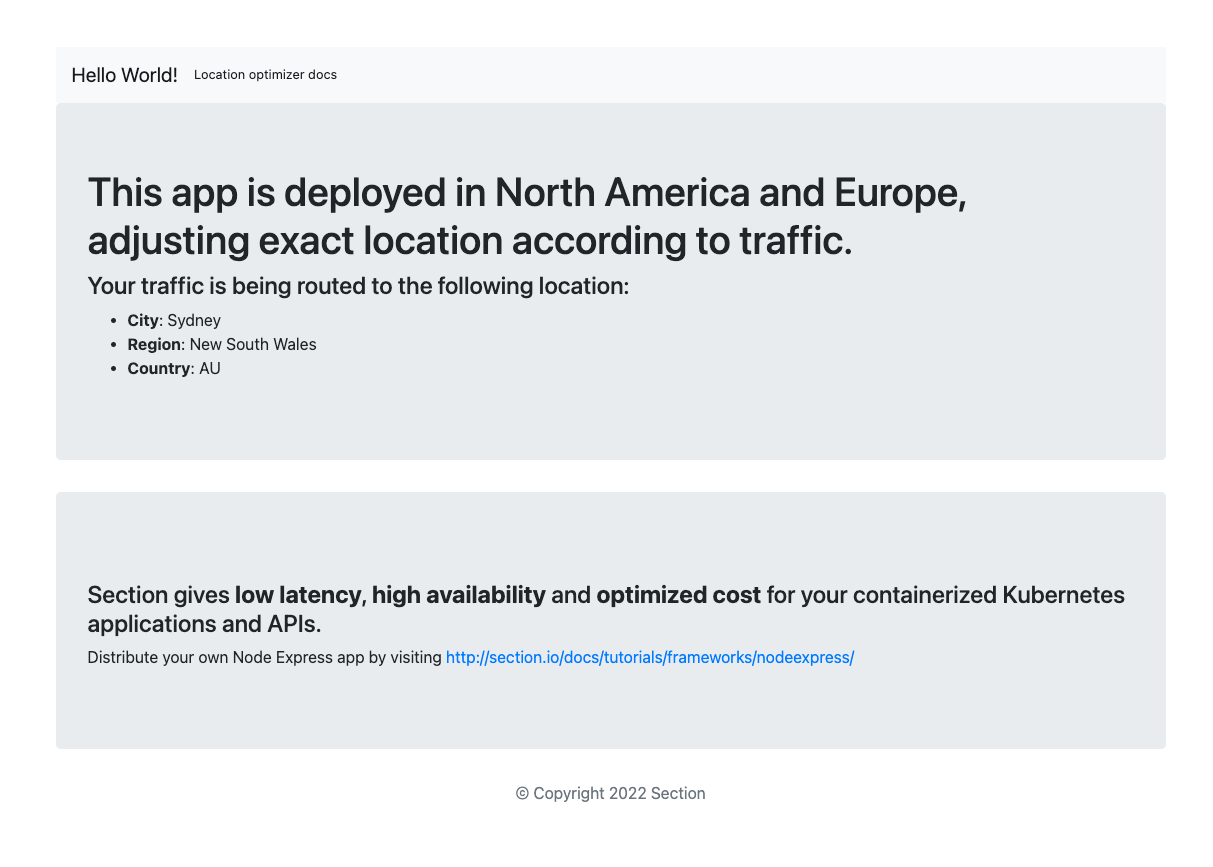 Hello World! Location optimizer docs
This app is deployed in North America and Europe,
adjusting exact location according to traffic.
Your traffic is being routed to the following location:
• City: Sydney
• Region: New South Wales
• Country: AU
Section gives low latency, high availability and optimized cost for your containerized Kubernetes
applications and APIs.
Distribute your own Node Express app by visiting http://section.io/docs/tutorials/frameworks/nodeexpress/
© Copyright 2022 Section